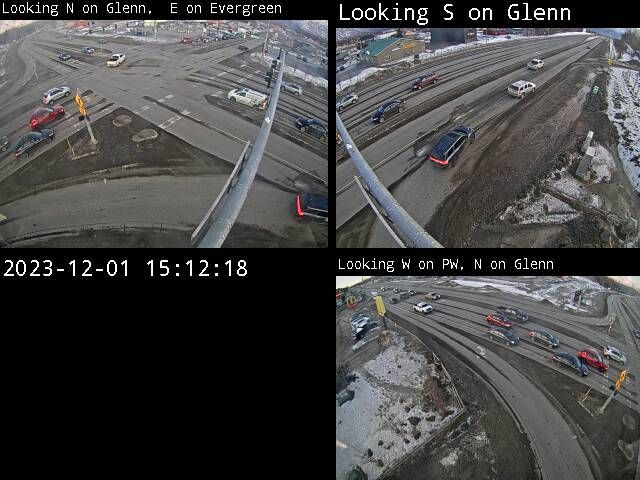 Looking N on Glenn, E on Evergreen
Looking S on Glenn
2023-12-01 15:12:18
Looking W on PW, N on Glenn